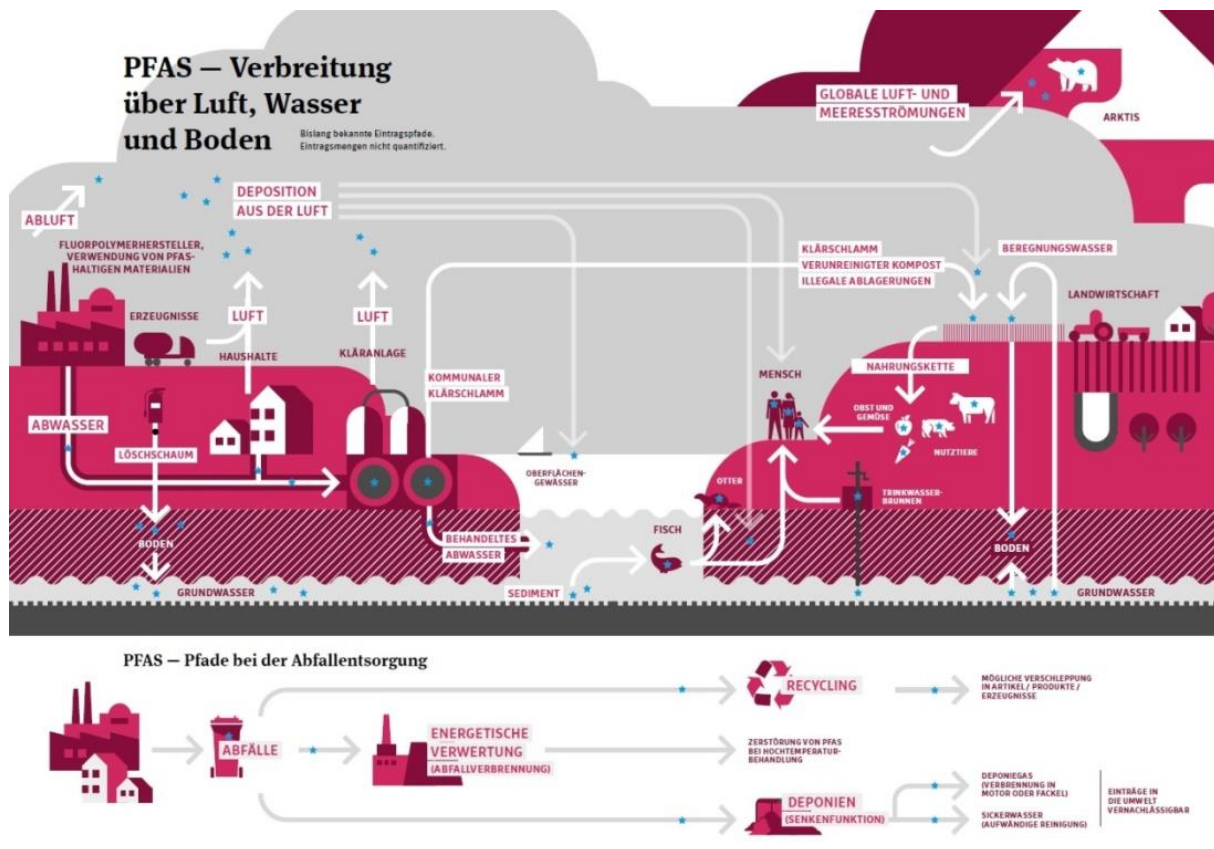 PFAS — Verbreitung
über Luft, Wasser
und Boden
Bislang bekannte Eintragspfade.
Eintragsmengen nicht quantifiziert.
GLOBALE LUFT- UND
MEERESSTRÖMUNGEN
ARKTIS
ABLUFT
DEPOSITION
AUS DER LUFT
FLUORPOLYMERHERSTELLER,
VERWENDUNG VON PFAS-
HALTIGEN MATERIALIEN
KLÄRSCHLAMM
VERUNREINIGTER KOMPOST
ILLEGALE ABLAGERUNGEN
BEREGNUNGSWASSER
LANDWIRTSCHAFT
ERZEUGNISSE
LUFT
LUFT
HAUSHALTE
KLÄRANLAGE
KOMMUNALER
KLÄRSCHLAMM
MENSCH
NAHRUNGSKETTE
OBST UND
GEMÜSE
NUTZTIERE
ABWASSER
LÖSCHSCHAUM
OBERFLÄCHEN-
GEWÄSSER
OTTER
TRINKWASSER-
BRUNNEN
BODEN
BEHANDELTES
ABWASSER
FISCH
BODEN
GRUNDWASSER
SEDIMENT
GRUNDWASSER
PFAS — Pfade bei der Abfallentsorgung
RECYCLING
MÖGLICHE VERSCHLEPPUNG
IN ARTIKEL / PRODUKTE /
ERZEUGNISSE
ABFÄLLE
ENERGETISCHE
VERWERTUNG
(ABFALLVERBRENNUNG)
ZERSTÖRUNG VON PFAS
BEI HOCHTEMPERATUR-
BEHANDLUNG
DEPONIEN
(SENKENFUNKTION)
DEPONIEGAS
(VERBRENNUNG IN
MOTOR ODER FACKEL)
SICKERWASSER
(AUFWÄNDIGE REINIGUNG)
EINTRÄGE IN
DIE UMWELT
VERNACHLÄSSIGBAR